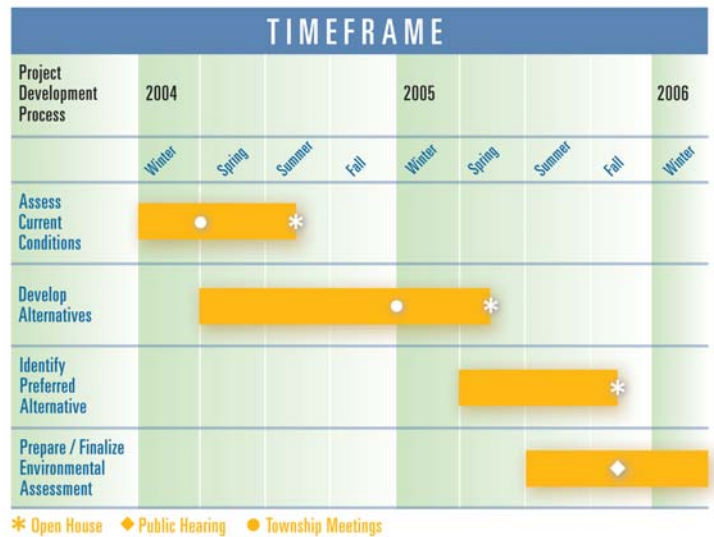 TIMEFRAME
Project
Development
Process
2004
2005
2006
Winter
Spring
Summer
Fall
Winter
Spring
Summer
Fall
Winter
Assess
Current
Conditions
Develop
Alternatives
Identify
Preferred
Alternative
Prepare / Finalize
Environmental
Assessment
Open House
Public Hearing
Township Meetings